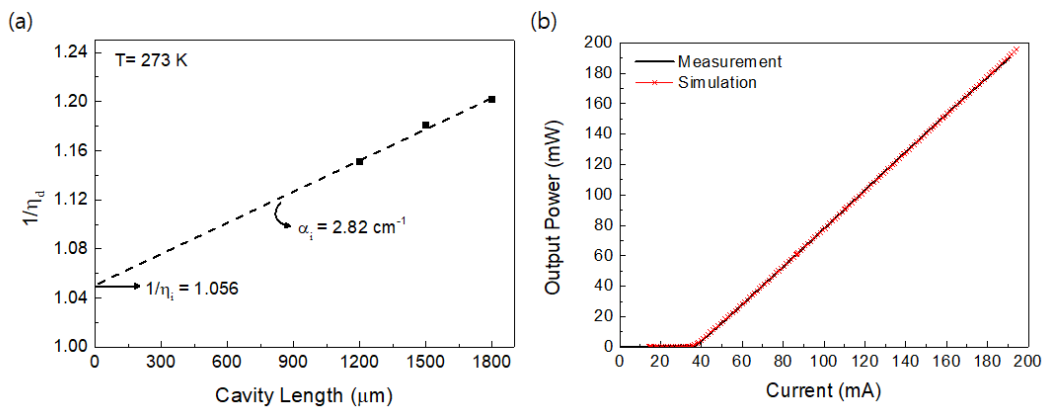 (a)
1.24
1.20
1.16
1.12
1.08
1.04
1.00
1/η_d
T= 273 K
α_i = 2.82 cm⁻¹
1/η_i = 1.056
0 300 600 900 1200 1500 1800
Cavity Length (μm)
(b)
200
180
160
140
120
100
80
60
40
20
0
Output Power (mW)
Measurement
Simulation
0 20 40 60 80 100 120 140 160 180 200
Current (mA)